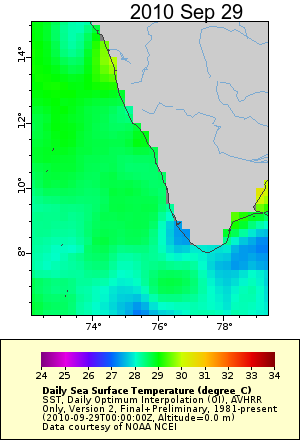 2010 Sep 29
14°
12°
10°
8°
74°
76°
78°
24 25 26 27 28 29 30 31 32 33 34
Daily Sea Surface Temperature (degree_C)
SST, Daily Optimum Interpolation (OI), AVHRR
Only, Version 2, Final+Preliminary, 1981-present
(2010-09-29T00:00:00Z, Altitude=0.0 m)
Data courtesy of NOAA NCEI